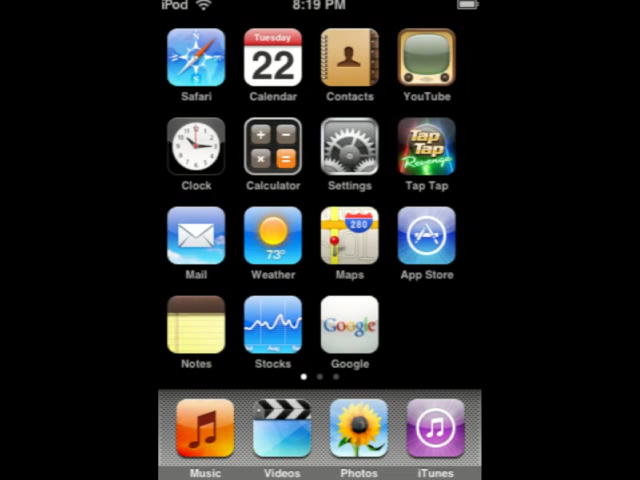 iPod 8:19 PM
Tuesday
22
Safari Calendar Contacts YouTube
Tap Tap Revenge
Clock Calculator Settings Tap Tap
280
73°
Mail Weather Maps App Store
Google
Notes Stocks Google
Music Videos Photos iTunes